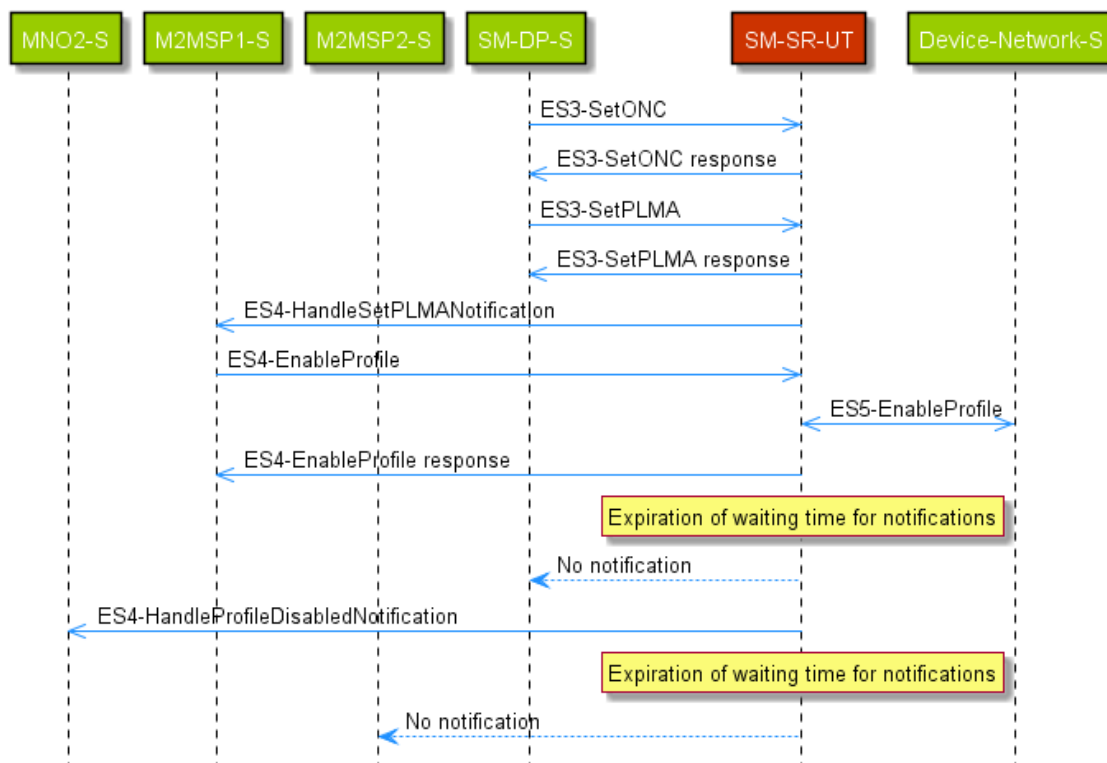 MNO2-S
M2MSP1-S
M2MSP2-S
SM-DP-S
SM-SR-UT
Device-Network-S
ES3-SetONC
ES3-SetONC response
ES3-SetPLMA
ES3-SetPLMA response
ES4-HandleSetPLMANotification
ES4-EnableProfile
ES5-EnableProfile
ES4-EnableProfile response
Expiration of waiting time for notifications
No notification
ES4-HandleProfileDisabledNotification
Expiration of waiting time for notifications
No notification